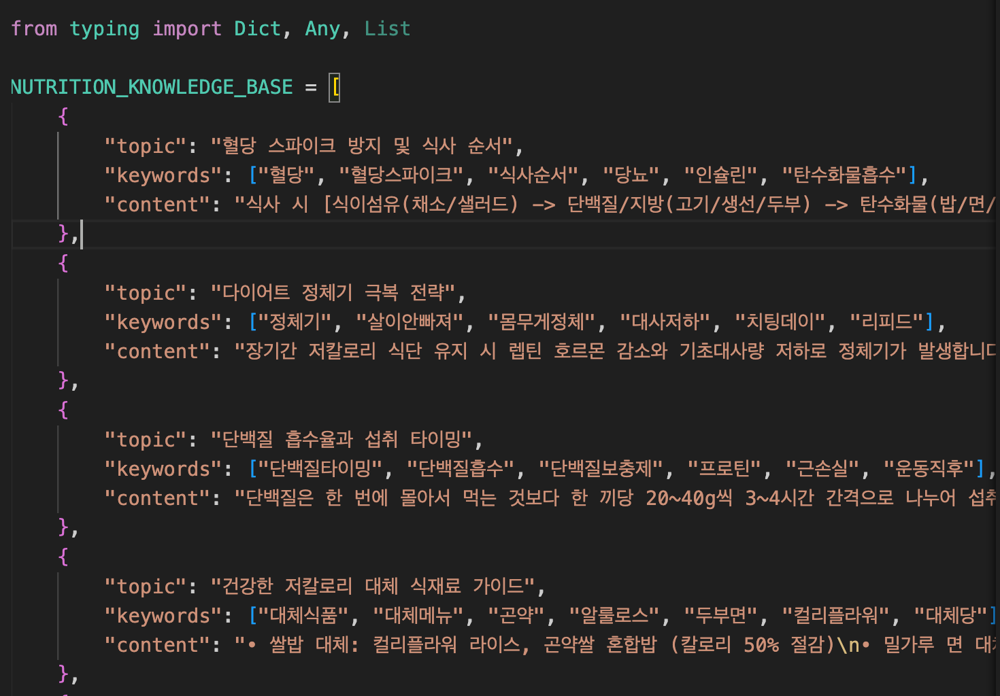 from typing import Dict, Any, List
NUTRITION_KNOWLEDGE_BASE = [
{
"topic": "혈당 스파이크 방지 및 식사 순서",
"keywords": ["혈당", "혈당스파이크", "식사순서", "당뇨", "인슐린", "탄수화물흡수"],
"content": "식사 시 [식이섬유(채소/샐러드) -> 단백질/지방(고기/생선/두부) -> 탄수화물(밥/면/
},
{
"topic": "다이어트 정체기 극복 전략",
"keywords": ["정체기", "살이안빠져", "몸무게정체", "대사저하", "치팅데이", "리피드"],
"content": "장기간 저칼로리 식단 유지 시 렙틴 호르몬 감소와 기초대사량 저하로 정체기가 발생합니다
},
{
"topic": "단백질 흡수율과 섭취 타이밍",
"keywords": ["단백질타이밍", "단백질흡수", "단백질보충제", "프로틴", "근손실", "운동직후"],
"content": "단백질은 한 번에 몰아서 먹는 것보다 한 끼당 20~40g씩 3~4시간 간격으로 나누어 섭취
},
{
"topic": "건강한 저칼로리 대체 식재료 가이드",
"keywords": ["대체식품", "대체메뉴", "곤약", "알룰로스", "두부면", "컬리플라워", "대체당"]
"content": "• 쌀밥 대체: 컬리플라워 라이스, 곤약쌀 혼합밥 (칼로리 50% 절감)\n• 밀가루 면 대체
},